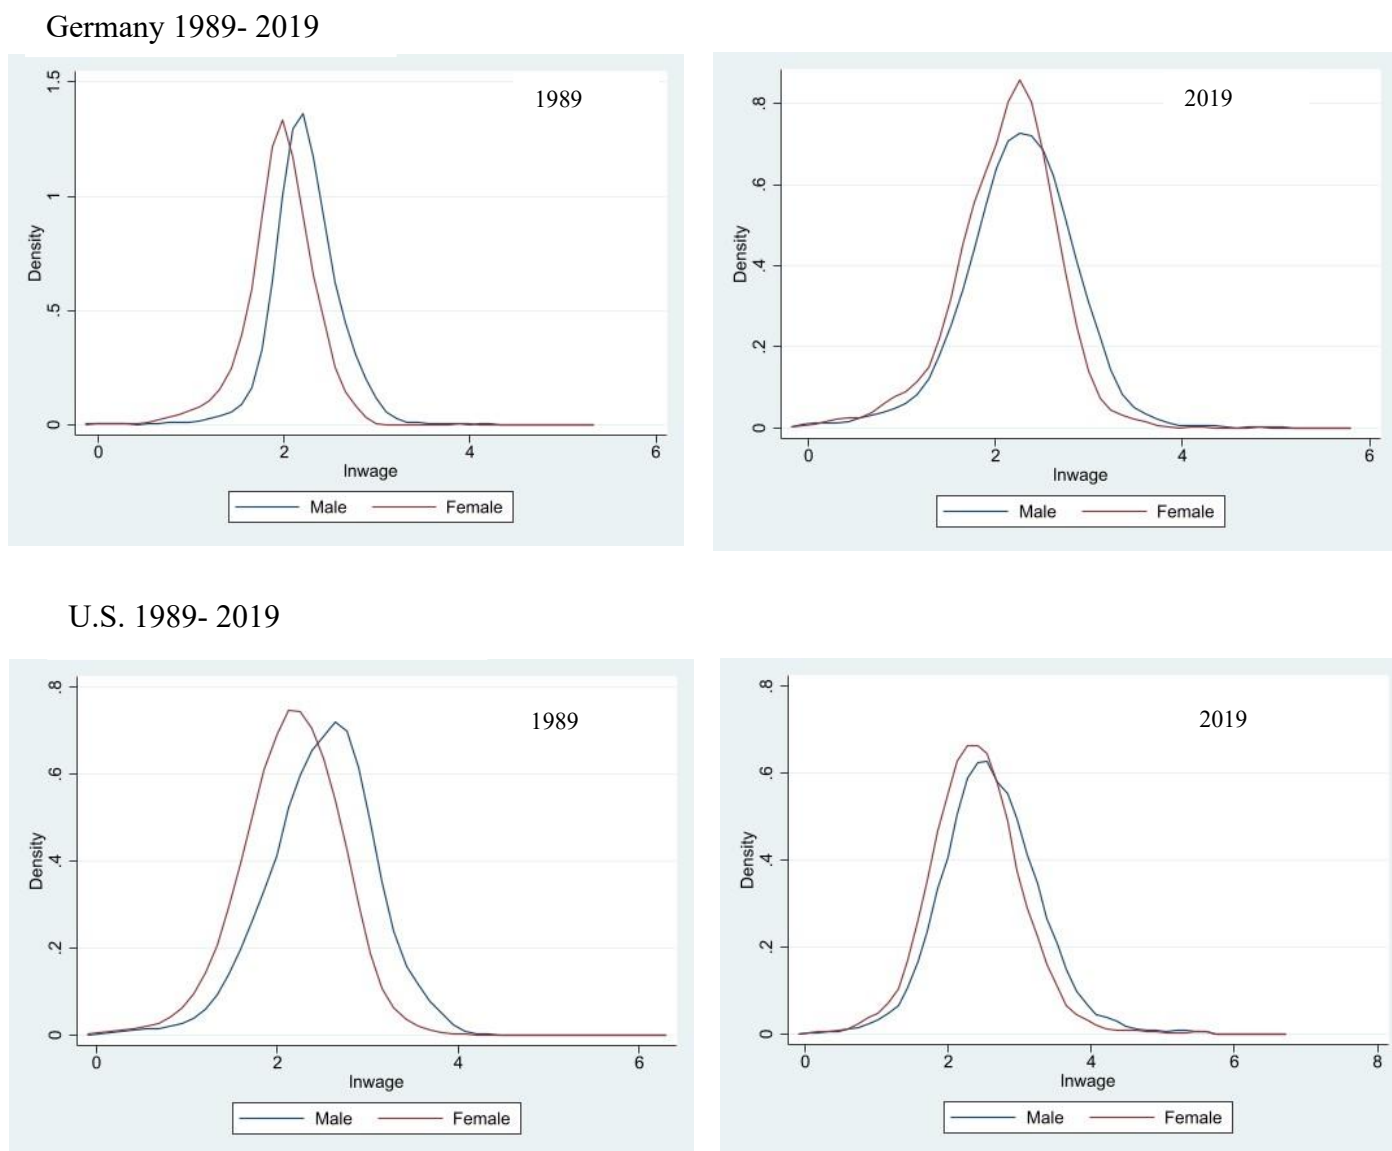 Germany 1989- 2019
1989
1.5
1
.5
0
Density
0 2 4 6
lnwage
Male Female
2019
.8
.6
.4
.2
0
Density
0 2 4 6
lnwage
Male Female
U.S. 1989- 2019
1989
.8
.6
.4
.2
0
Density
0 2 4 6
lnwage
Male Female
2019
.8
.6
.4
.2
0
Density
0 2 4 6 8
lnwage
Male Female